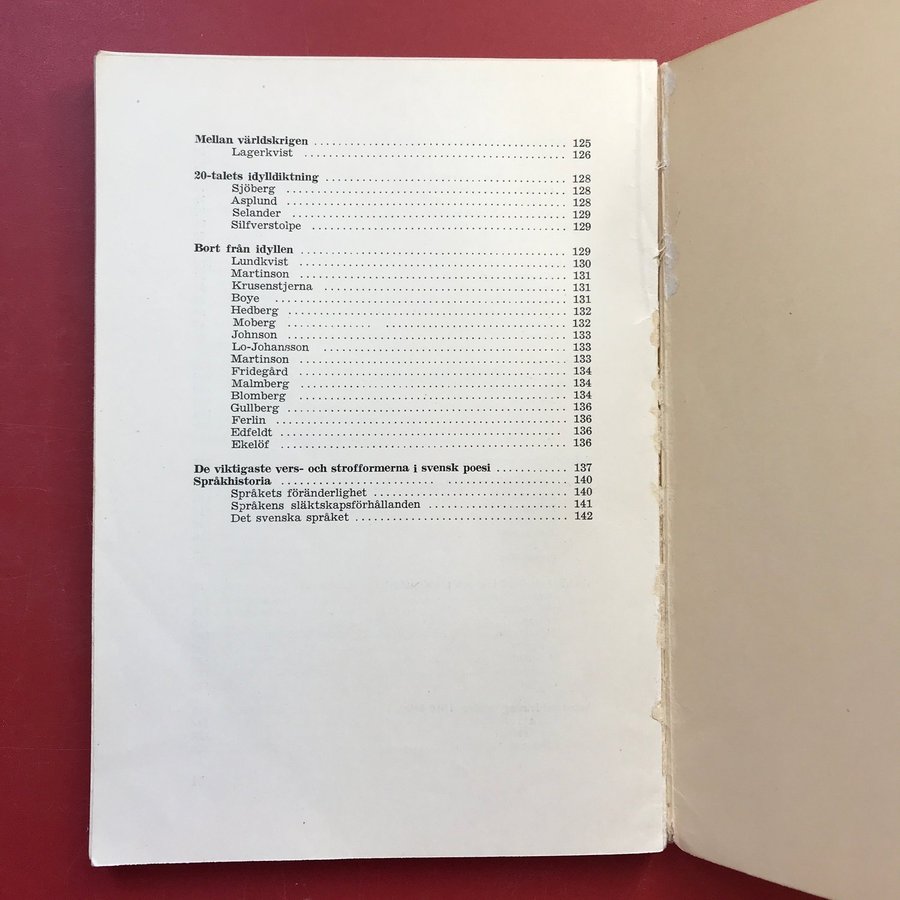 Mellan världskrigen ........ 125
Lagerkvist ........ 126
20-talets idylldiktning ........ 128
Sjöberg ........ 128
Asplund ........ 128
Selander ........ 129
Silfverstolpe ........ 129
Bort från idyllen ........ 129
Lundkvist ........ 130
Martinson ........ 131
Krusenstjerna ........ 131
Boye ........ 131
Hedberg ........ 132
Moberg ........ 132
Johnson ........ 133
Lo-Johansson ........ 133
Martinson ........ 133
Fridegård ........ 134
Malmberg ........ 134
Blomberg ........ 134
Gullberg ........ 136
Ferlin ........ 136
Edfeldt ........ 136
Ekelöf ........ 136
De viktigaste vers- och strofformerna i svensk poesi ........ 137
Språkhistoria ........ 140
Språkets föränderlighet ........ 140
Språkens släktskapsförhållanden ........ 141
Det svenska språket ........ 142